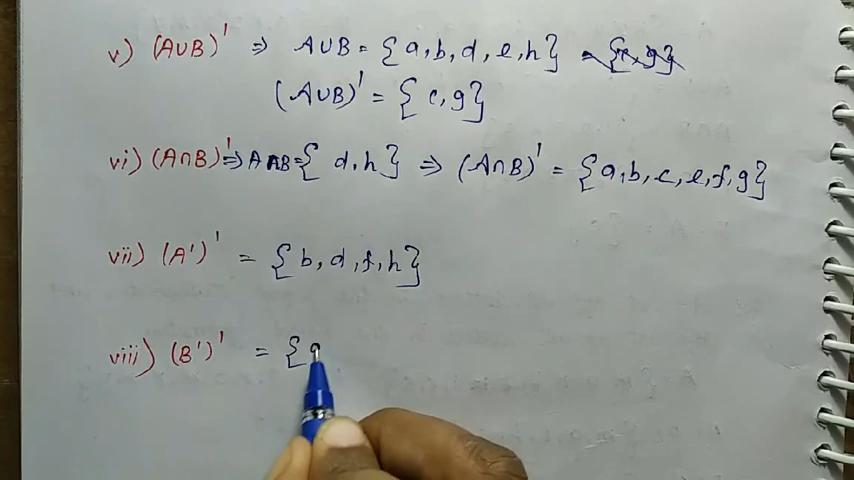 v) (A∪B)' ⇒ A∪B = {a, b, d, e, h}
(A∪B)' = {c, g}
vi) (A∩B)' ⇒ A∩B = {d, h} ⇒ (A∩B)' = {a, b, c, e, f, g}
vii) (A')' = {b, d, f, h}
viii) (B')' = {a